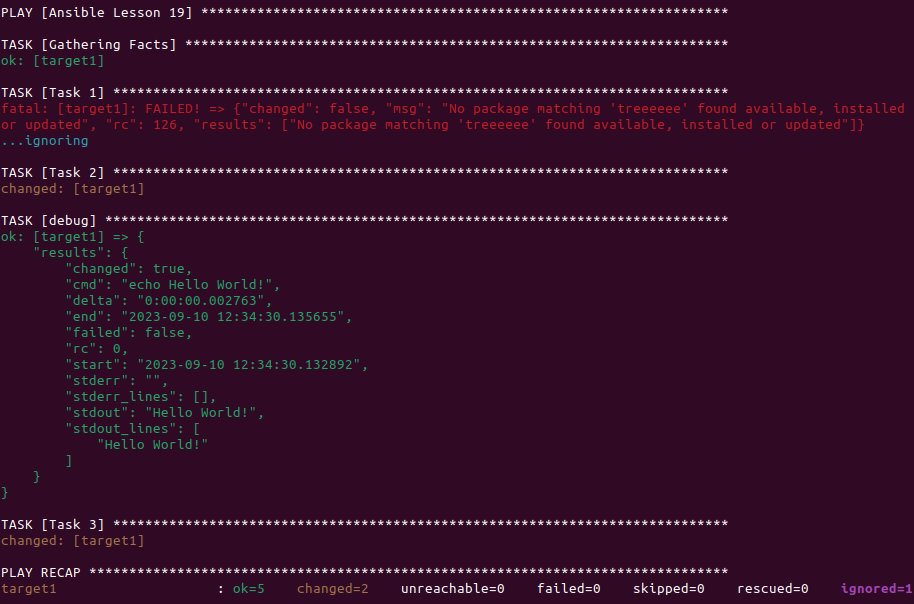 PLAY [Ansible Lesson 19] ******************************************************************
TASK [Gathering Facts] ********************************************************************
ok: [target1]
TASK [Task 1] *****************************************************************************
fatal: [target1]: FAILED! => {"changed": false, "msg": "No package matching 'treeeeee' found available, installed
or updated", "rc": 126, "results": ["No package matching 'treeeeee' found available, installed or updated"]}
...ignoring
TASK [Task 2] *****************************************************************************
changed: [target1]
TASK [debug] ******************************************************************************
ok: [target1] => {
    "results": {
        "changed": true,
        "cmd": "echo Hello World!",
        "delta": "0:00:00.002763",
        "end": "2023-09-10 12:34:30.135655",
        "failed": false,
        "rc": 0,
        "start": "2023-09-10 12:34:30.132892",
        "stderr": "",
        "stderr_lines": [],
        "stdout": "Hello World!",
        "stdout_lines": [
            "Hello World!"
        ]
    }
}
TASK [Task 3] *****************************************************************************
changed: [target1]
PLAY RECAP ********************************************************************************
target1                    : ok=5    changed=2    unreachable=0    failed=0    skipped=0    rescued=0    ignored=1